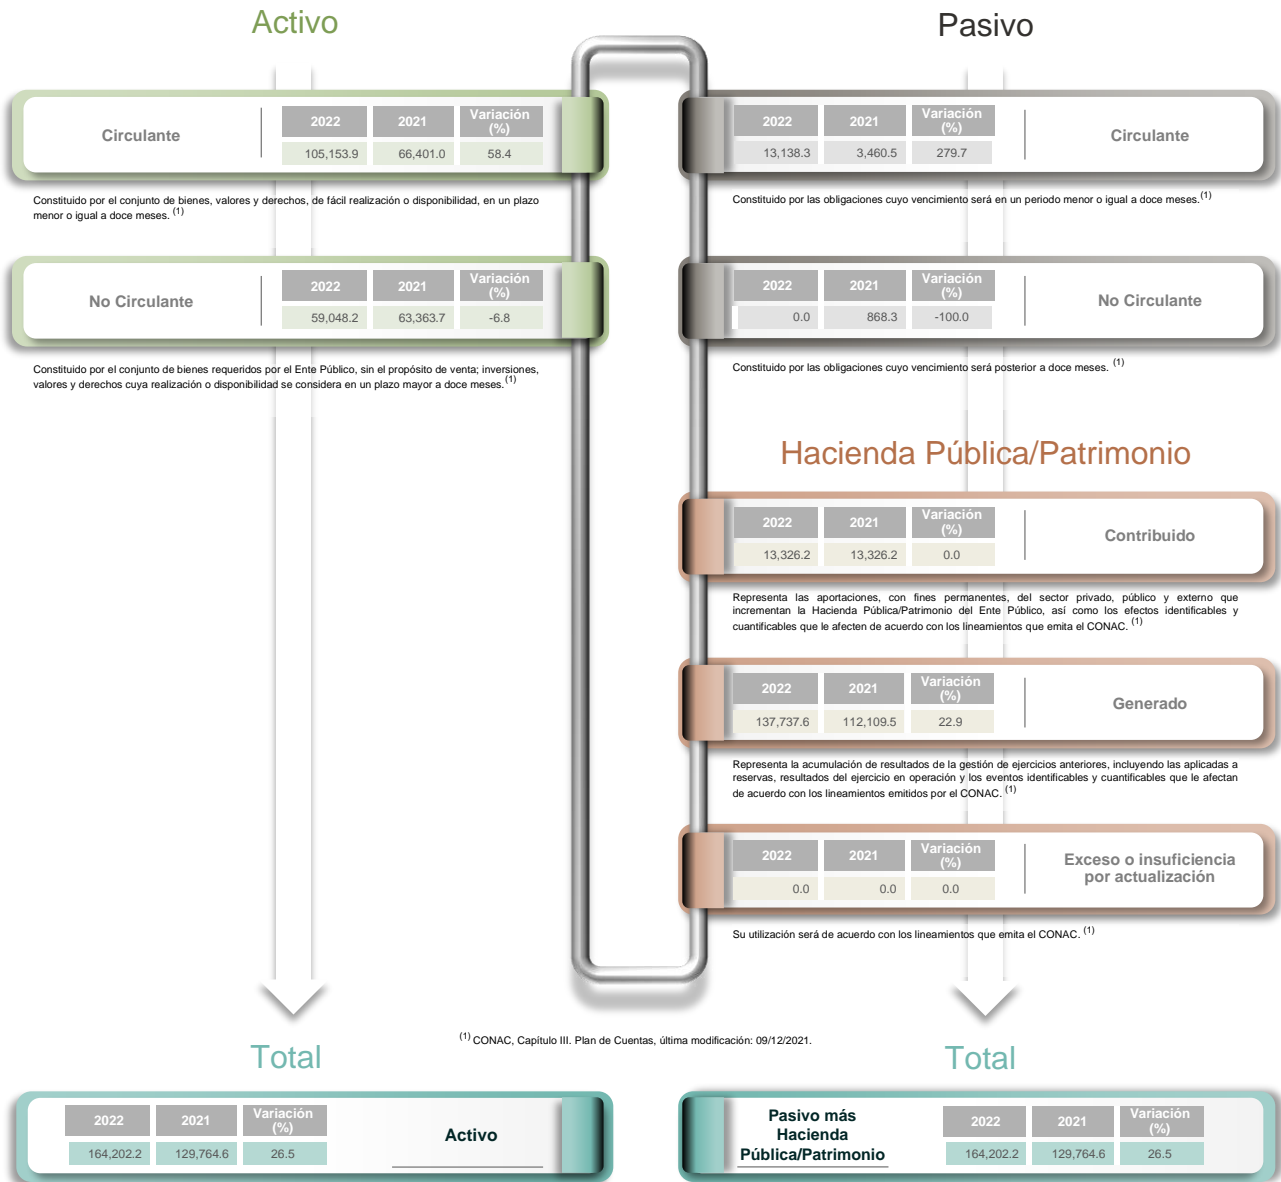 Activo
Circulante
2022 2021 Variación (%)
105,153.9 66,401.0 58.4
Constituido por el conjunto de bienes, valores y derechos, de fácil realización o disponibilidad, en un plazo
menor o igual a doce meses. (1)
No Circulante
2022 2021 Variación (%)
59,048.2 63,363.7 -6.8
Constituido por el conjunto de bienes requeridos por el Ente Público, sin el propósito de venta; inversiones,
valores y derechos cuya realización o disponibilidad se considera en un plazo mayor a doce meses. (1)
Pasivo
2022 2021 Variación (%)
13,138.3 3,460.5 279.7
Circulante
Constituido por las obligaciones cuyo vencimiento será en un periodo menor o igual a doce meses. (1)
2022 2021 Variación (%)
0.0 868.3 -100.0
No Circulante
Constituido por las obligaciones cuyo vencimiento será posterior a doce meses. (1)
Hacienda Pública/Patrimonio
2022 2021 Variación (%)
13,326.2 13,326.2 0.0
Contribuido
Representa las aportaciones, con fines permanentes, del sector privado, público y externo que
incrementan la Hacienda Pública/Patrimonio del Ente Público, así como los efectos identificables y
cuantificables que le afecten de acuerdo con los lineamientos que emita el CONAC. (1)
2022 2021 Variación (%)
137,737.6 112,109.5 22.9
Generado
Representa la acumulación de resultados de la gestión de ejercicios anteriores, incluyendo las aplicadas a
reservas, resultados del ejercicio en operación y los eventos identificables y cuantificables que le afectan
de acuerdo con los lineamientos emitidos por el CONAC. (1)
2022 2021 Variación (%)
0.0 0.0 0.0
Exceso o insuficiencia
por actualización
Su utilización será de acuerdo con los lineamientos que emita el CONAC. (1)
(1) CONAC, Capítulo III. Plan de Cuentas, última modificación: 09/12/2021.
Total
2022 2021 Variación (%)
164,202.2 129,764.6 26.5
Activo
Total
Pasivo más
Hacienda
Pública/Patrimonio
2022 2021 Variación (%)
164,202.2 129,764.6 26.5